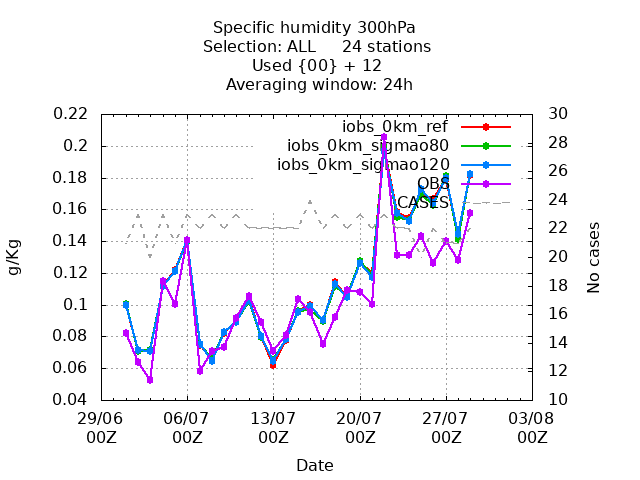 Specific humidity 300hPa
Selection: ALL     24 stations
Used {00} + 12
Averaging window: 24h
iobs_0km_ref
iobs_0km_sigmao80
iobs_0km_sigmao120
OBS
CASES
g/Kg
0.22
0.2
0.18
0.16
0.14
0.12
0.1
0.08
0.06
0.04
30
28
26
24
22
20
18
16
14
12
10
No cases
29/06 06/07 13/07 20/07 27/07 03/08
00Z 00Z 00Z 00Z 00Z 00Z
Date